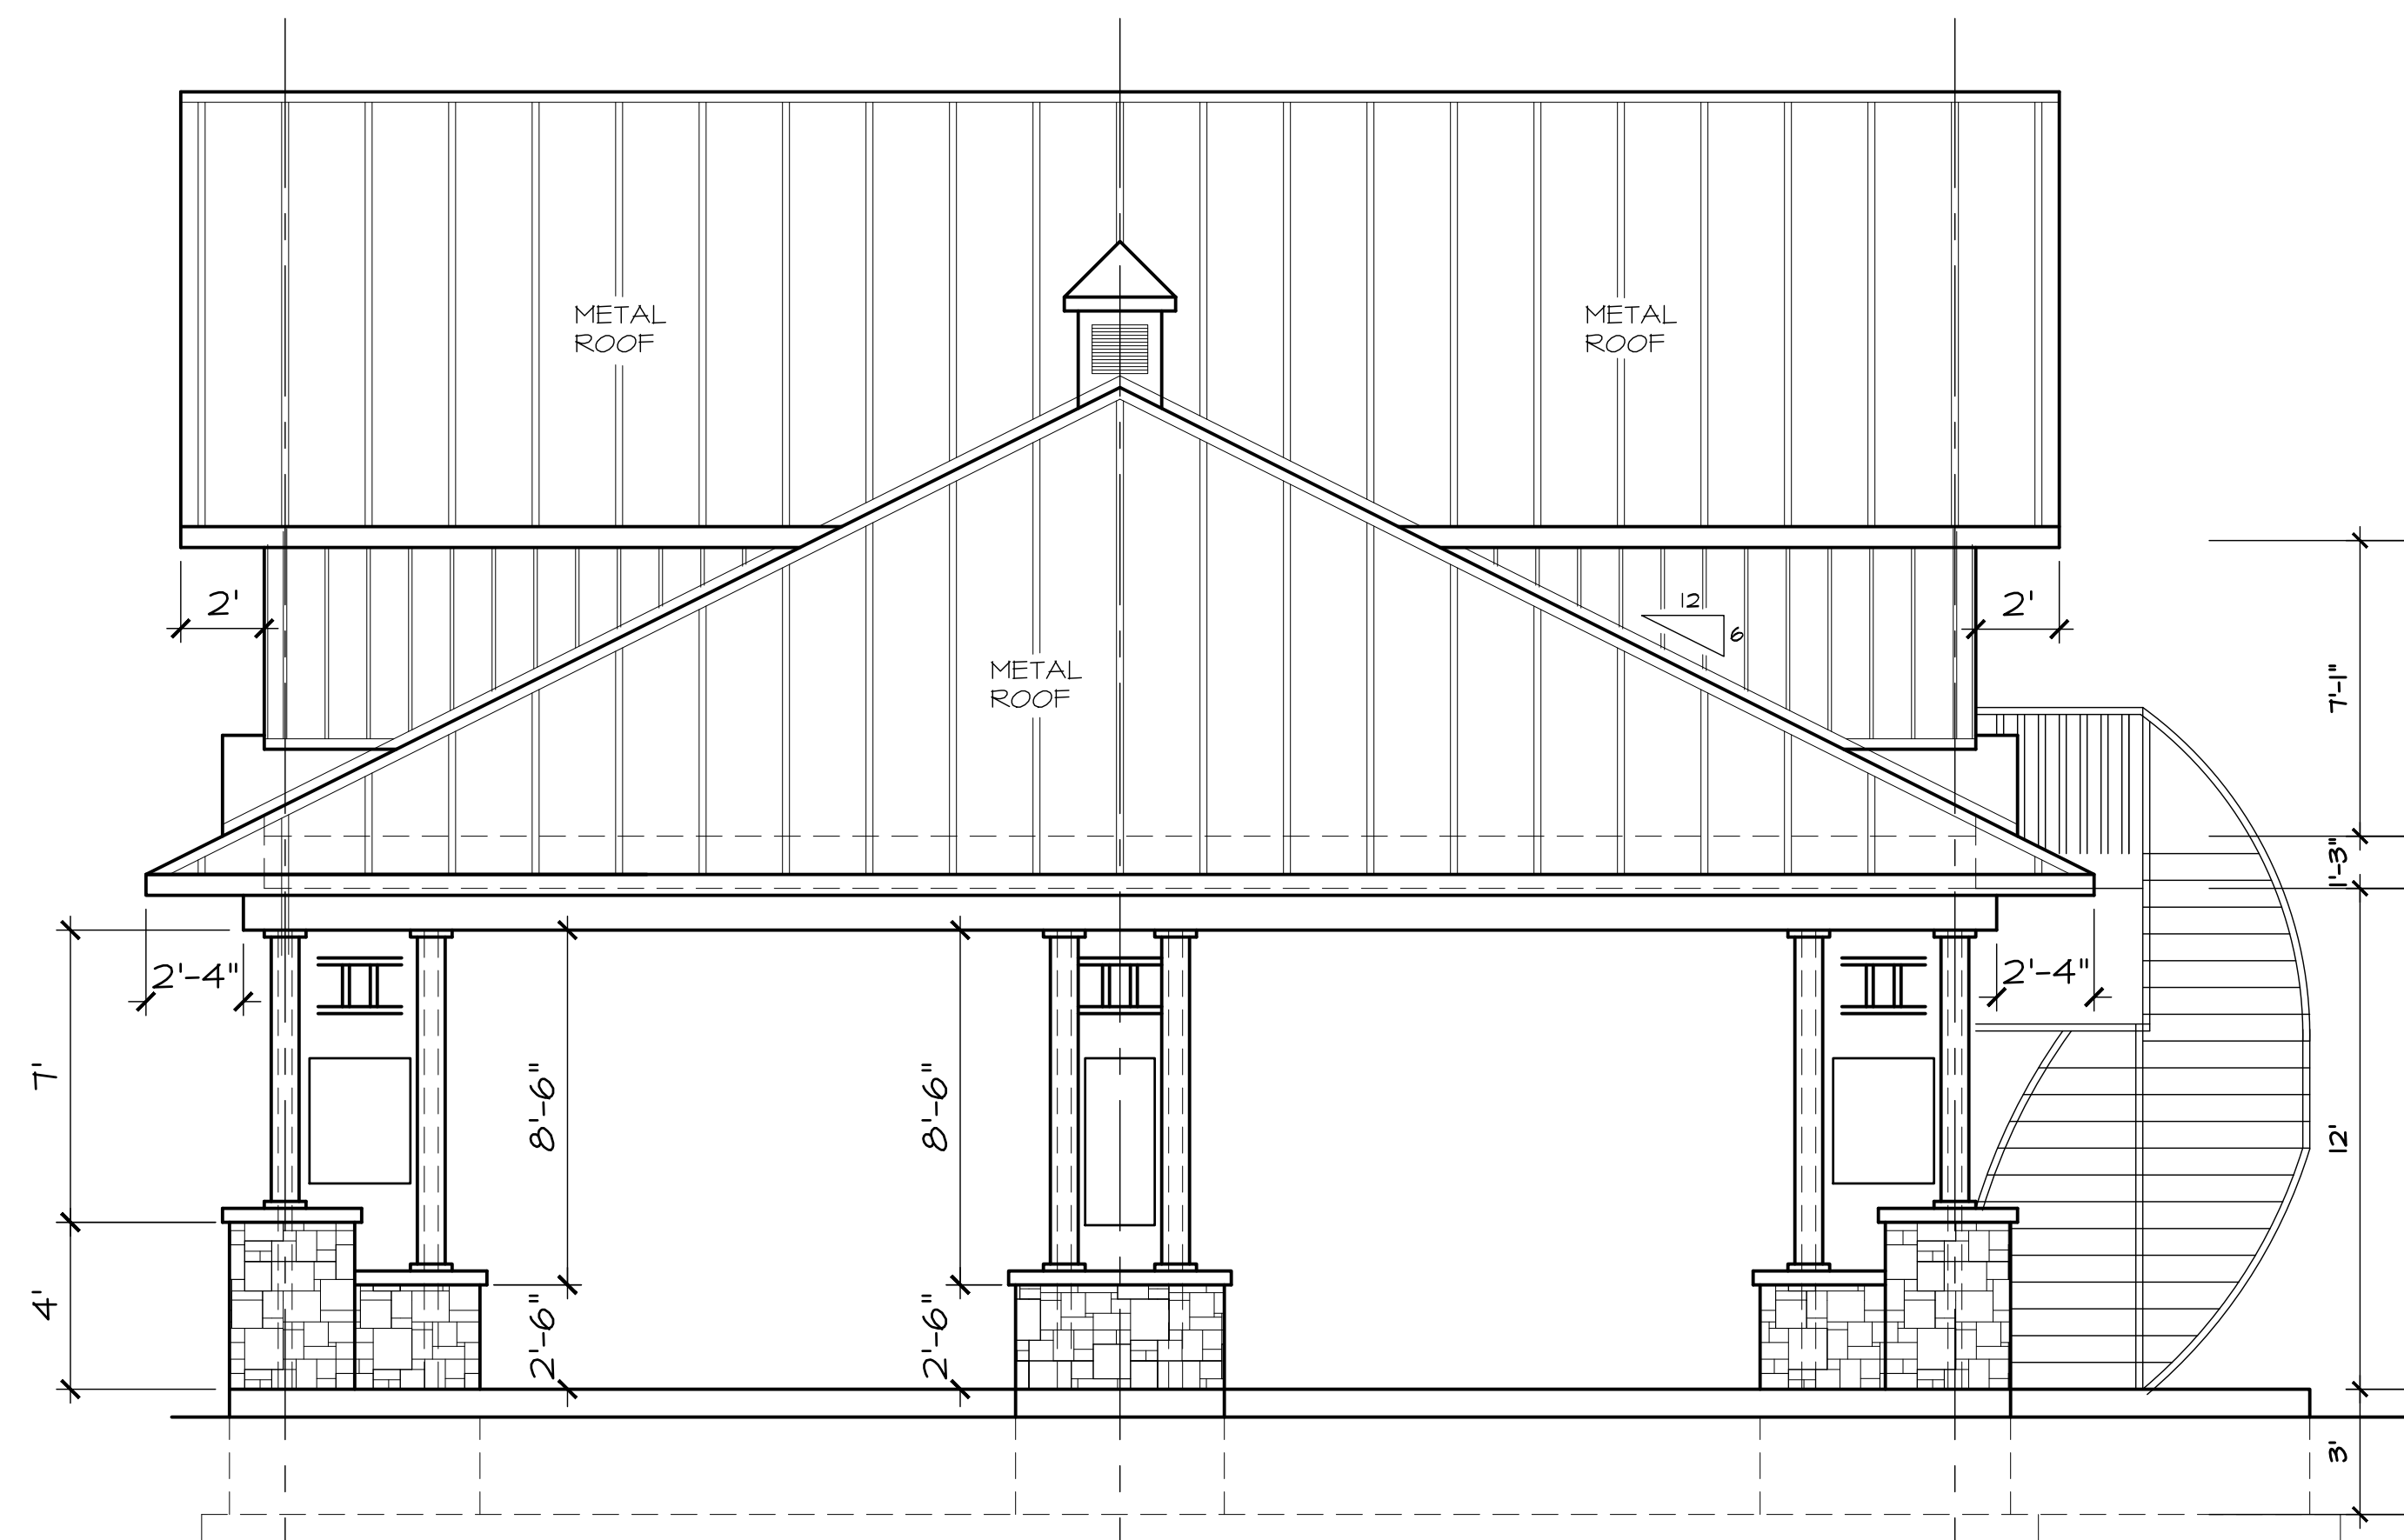 METAL
ROOF
METAL
ROOF
2'
12
6
2'
METAL
ROOF
7'-1"
1'-3"
2'-4"
2'-4"
7'
8'-6"
8'-6"
12'
4'
2'-6"
2'-6"
3'